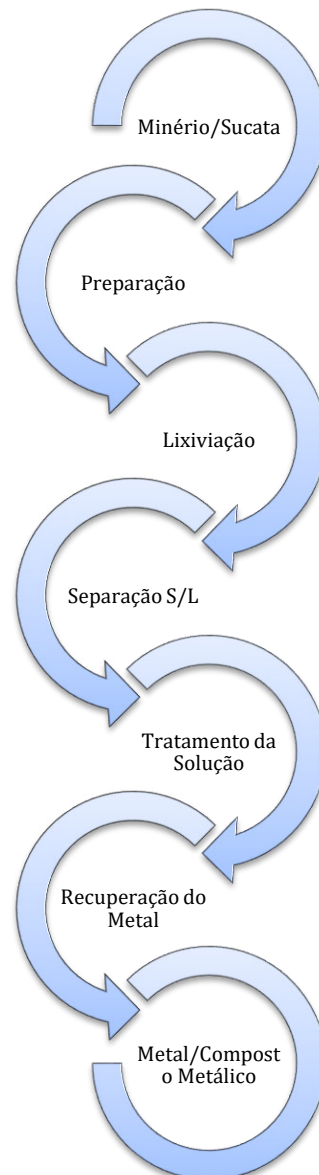 Minério/Sucata
Preparação
Lixiviação
Separação S/L
Tratamento da
Solução
Recuperação do
Metal
Metal/Compost
o Metálico